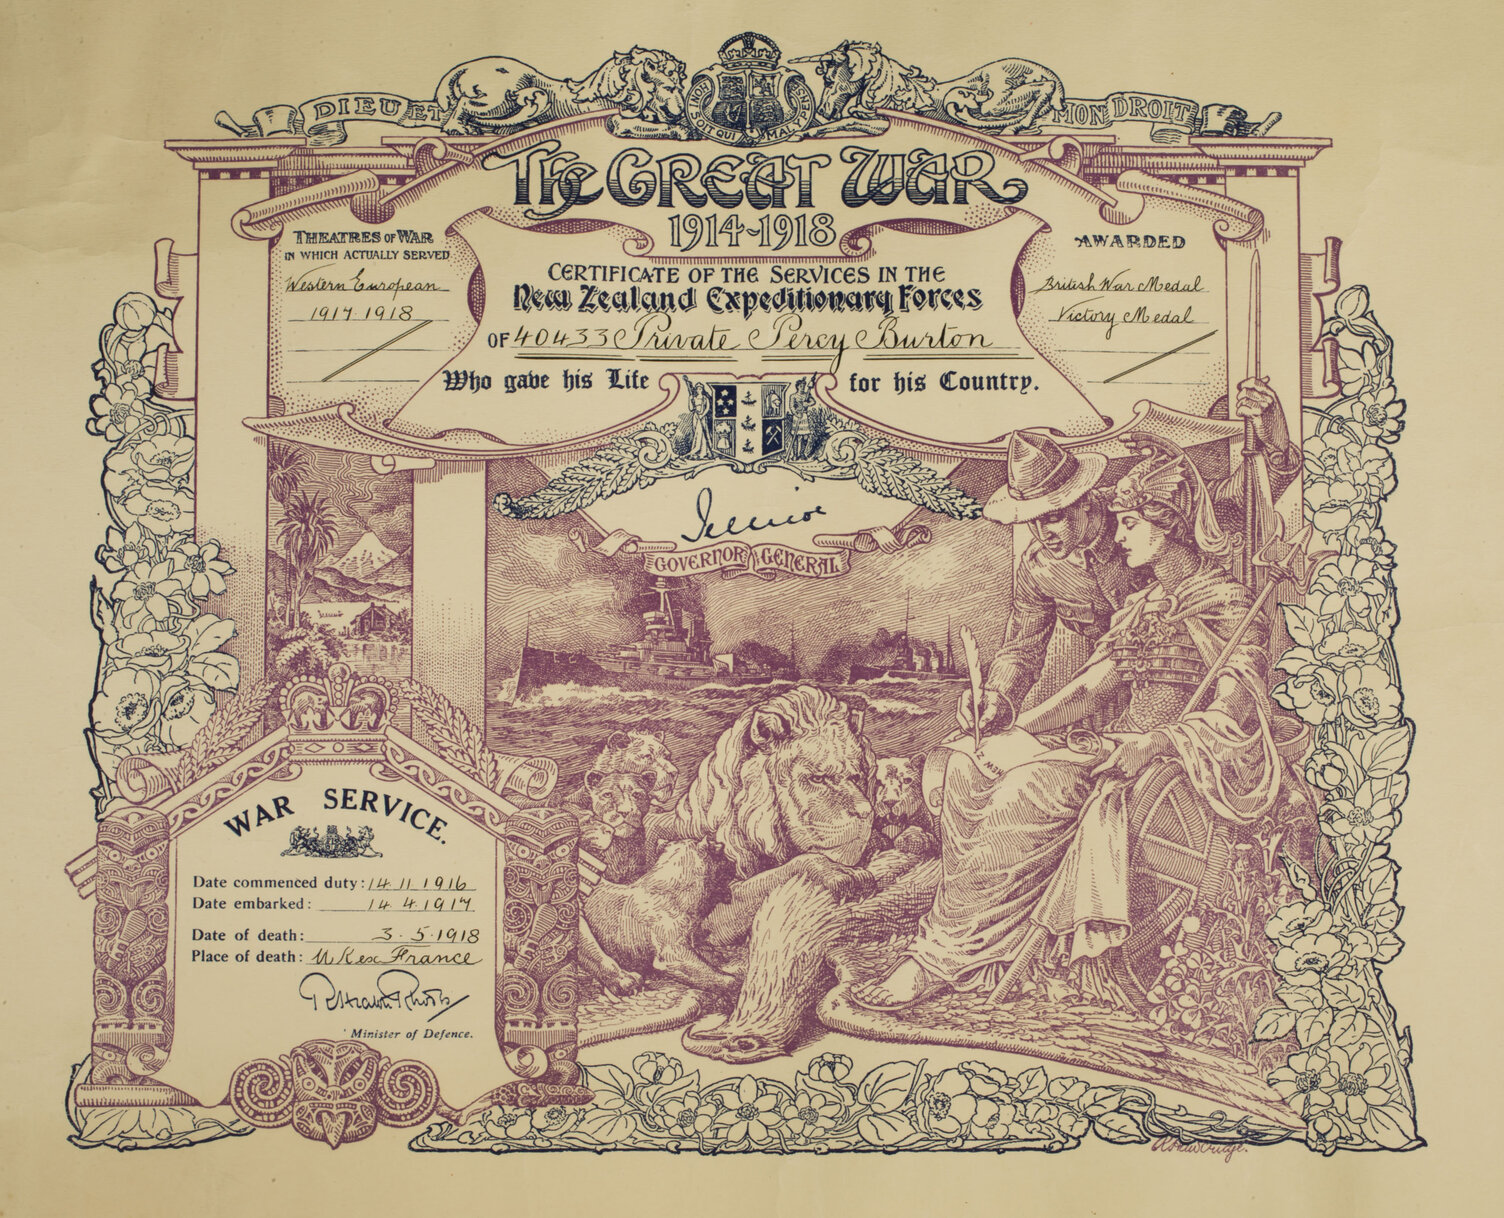 DIEU ET MON DROIT
HONI SOIT QUI MAL Y PENSE
The GREAT WAR
1914-1918
THEATRES OF WAR
IN WHICH ACTUALLY SERVED
Western European
1917·1918
CERTIFICATE OF THE SERVICES IN THE
New Zealand Expeditionary Forces
OF 40433 Private Percy Burton
Who gave his Life for his Country.
AWARDED
British War Medal
Victory Medal
Jellicoe
GOVERNOR GENERAL
WAR SERVICE.
Date commenced duty: 14.11.1916
Date embarked: 14.4.1917
Date of death: 3.5.1918
Place of death: France
Minister of Defence.